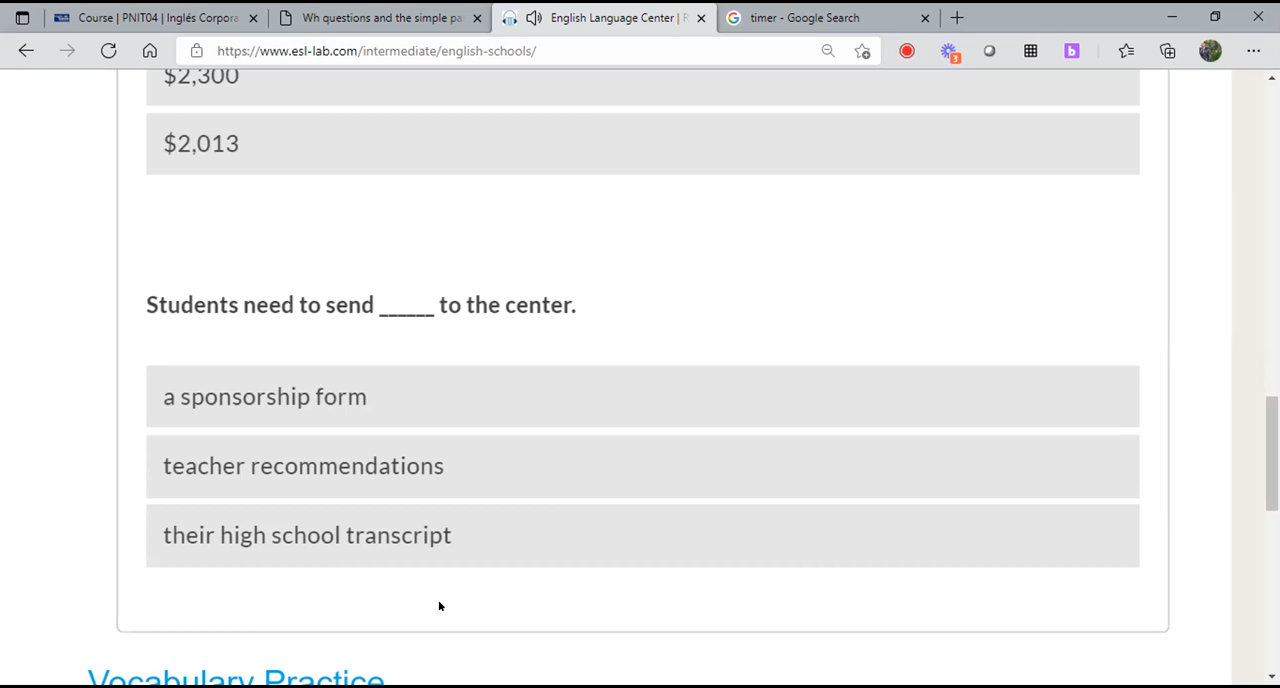 Course | PNIT04 | Inglés Corpora
Wh questions and the simple pa
English Language Center | R
timer - Google Search
https://www.esl-lab.com/intermediate/english-schools/
3
b
$2,300
$2,013
Students need to send ______ to the center.
a sponsorship form
teacher recommendations
their high school transcript
Vocabulary Practice